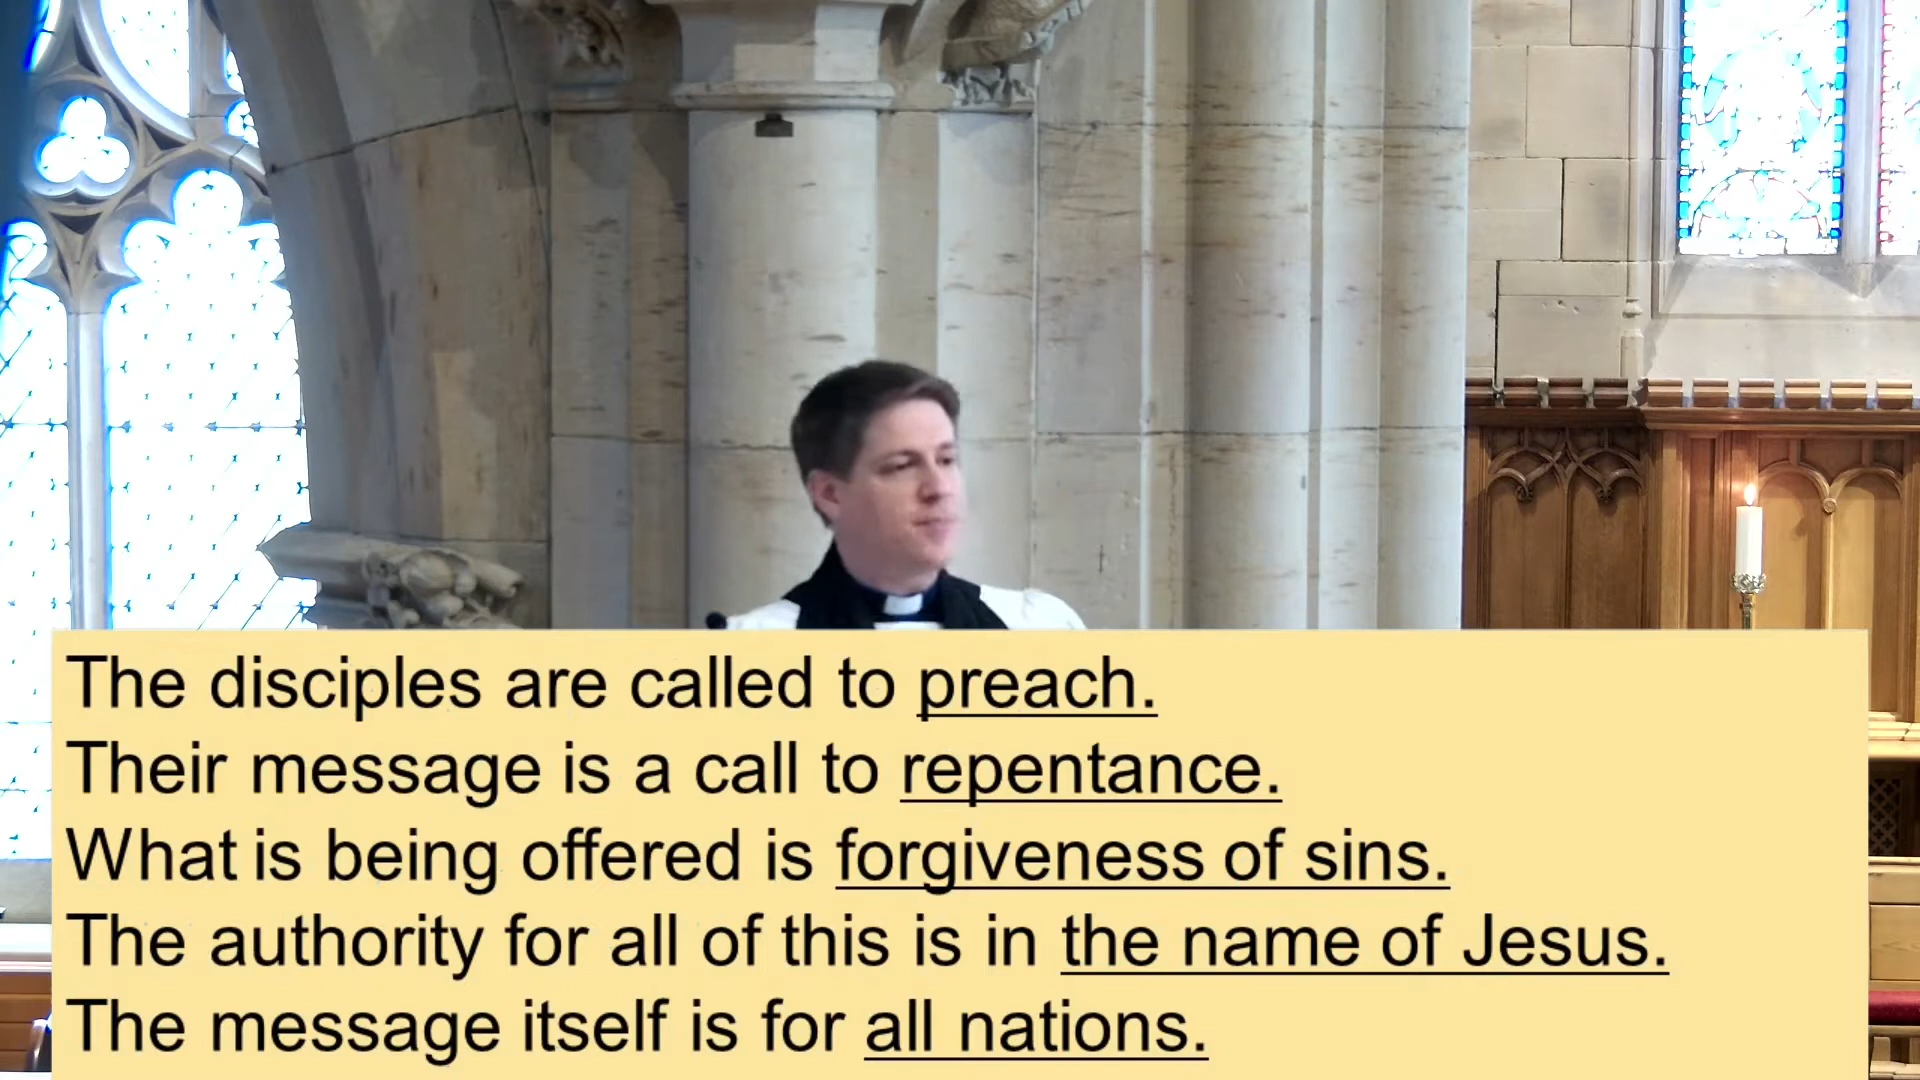 The disciples are called to preach.
Their message is a call to repentance.
What is being offered is forgiveness of sins.
The authority for all of this is in the name of Jesus.
The message itself is for all nations.